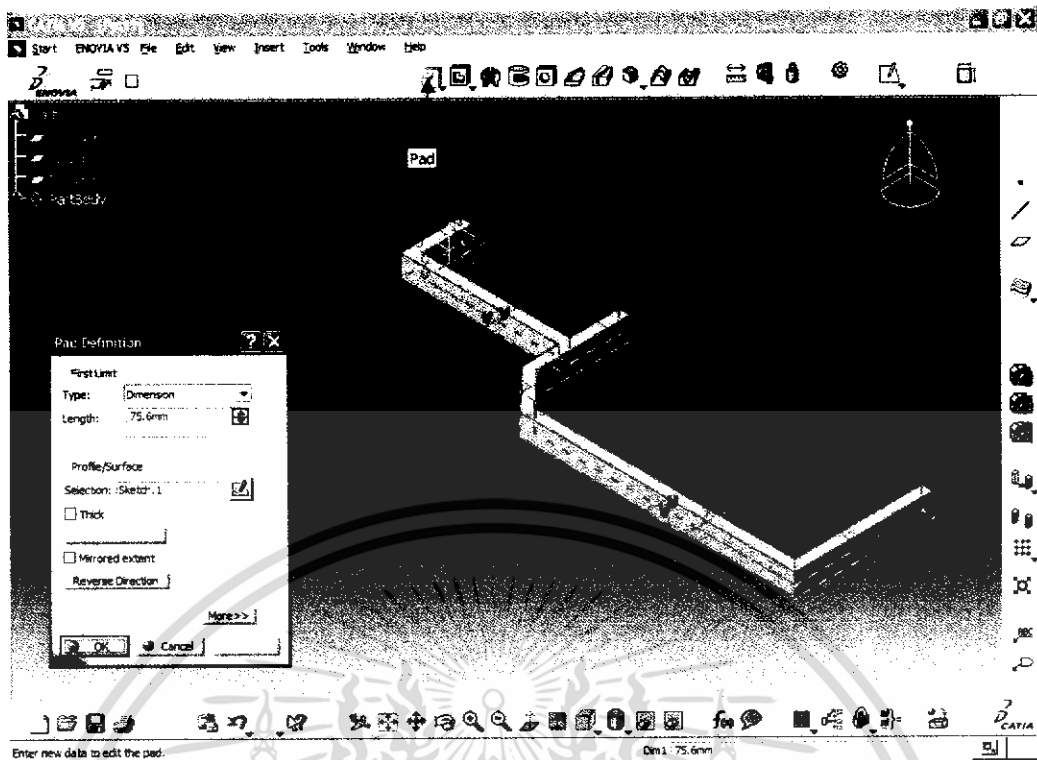 Start ENOVIA V5 File Edit View Insert Tools Window Help
ENOVIA
Pad
PartBody
Pad Definition ? X
First Limit
Type: Dimension
Length: 75.6mm
Profile/Surface
Selection: Sketch.1
Thick
Mirrored extent
Reverse Direction
More>>
OK Cancel
ABC
CATIA
Enter new data to edit the pad. Dim1 75.6mm